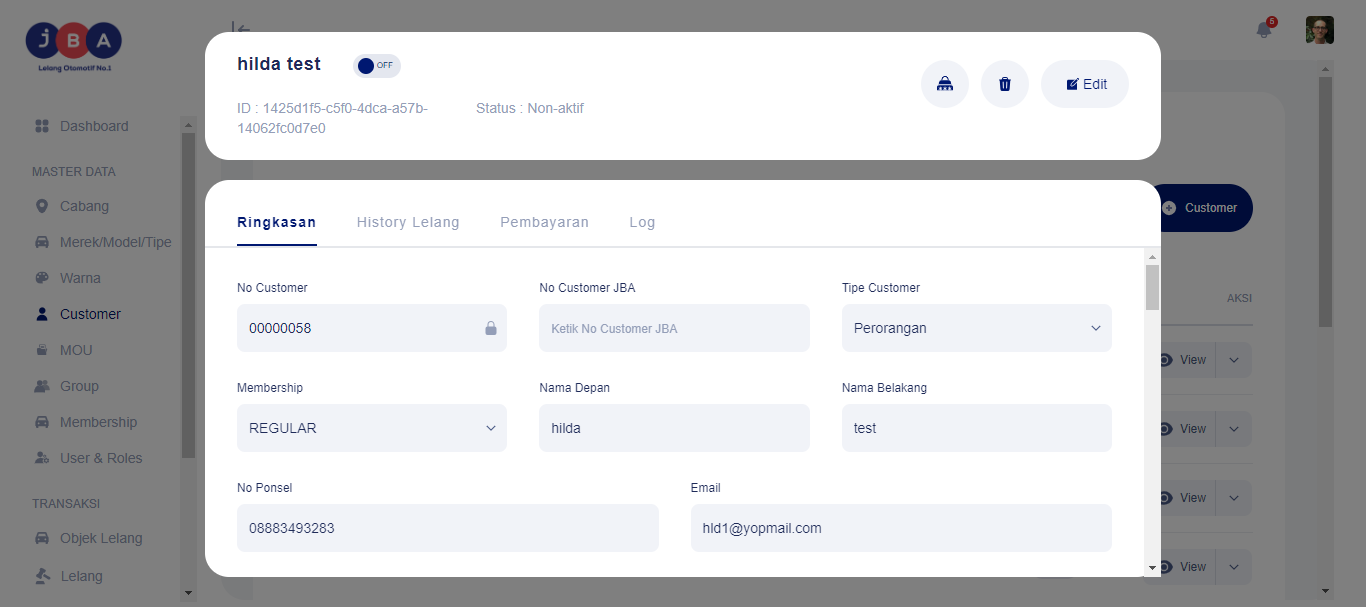 JBA
Lelang Otomotif No.1
6
Dashboard
MASTER DATA
Cabang
Merek/Model/Tipe
Warna
Customer
MOU
Group
Membership
User & Roles
TRANSAKSI
Objek Lelang
Lelang
hilda test
OFF
Edit
ID : 1425d1f5-c5f0-4dca-a57b-
14062fc0d7e0
Status : Non-aktif
Ringkasan
History Lelang
Pembayaran
Log
Customer
No Customer
No Customer JBA
Tipe Customer
00000058
Ketik No Customer JBA
Perorangan
Membership
Nama Depan
Nama Belakang
REGULAR
hilda
test
No Ponsel
Email
08883493283
hld1@yopmail.com
AKSI
View
View
View
View